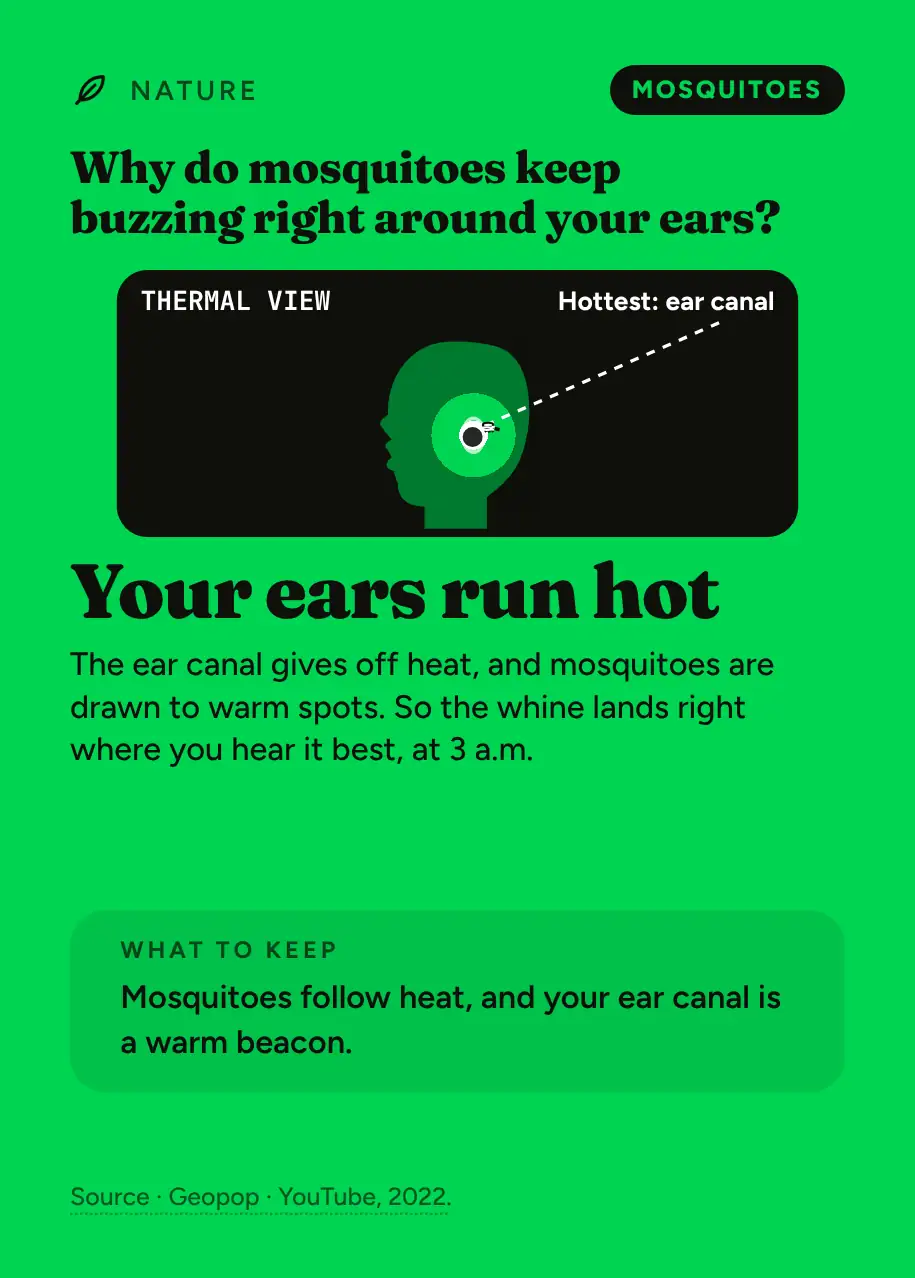 NATURE
MOSQUITOES
Why do mosquitoes keep
buzzing right around your ears?
THERMAL VIEW
Hottest: ear canal
Your ears run hot
The ear canal gives off heat, and mosquitoes are
drawn to warm spots. So the whine lands right
where you hear it best, at 3 a.m.
WHAT TO KEEP
Mosquitoes follow heat, and your ear canal is
a warm beacon.
Source · Geopop · YouTube, 2022.